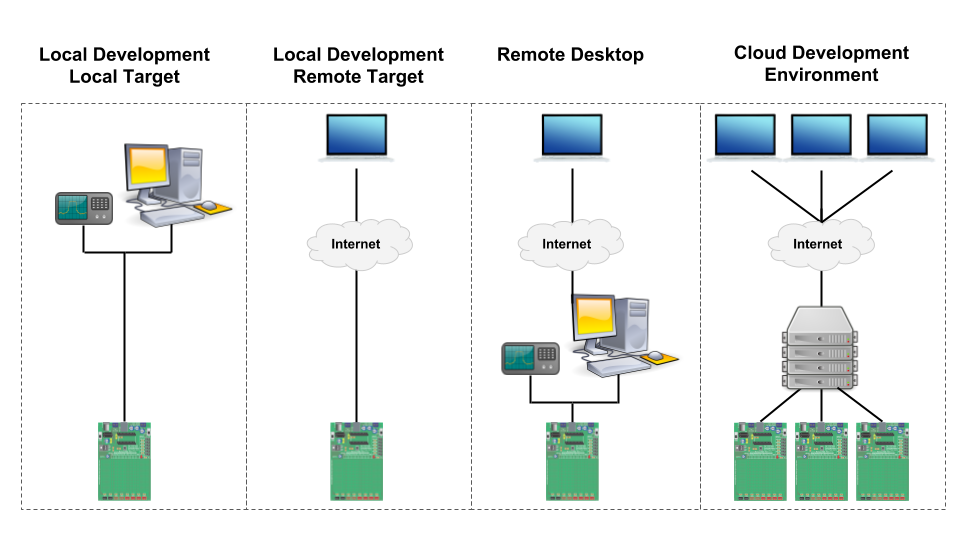 Local Development
Local Target
Local Development
Remote Target
Remote Desktop
Cloud Development
Environment
Internet
Internet
Internet